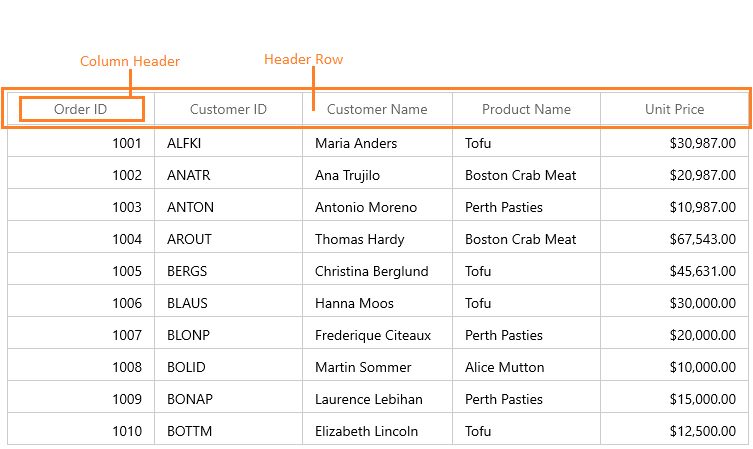 Column Header Header Row
Order ID Customer ID Customer Name Product Name Unit Price
1001 ALFKI Maria Anders Tofu $30,987.00
1002 ANATR Ana Trujilo Boston Crab Meat $20,987.00
1003 ANTON Antonio Moreno Perth Pasties $10,987.00
1004 AROUT Thomas Hardy Boston Crab Meat $67,543.00
1005 BERGS Christina Berglund Tofu $45,631.00
1006 BLAUS Hanna Moos Tofu $30,000.00
1007 BLONP Frederique Citeaux Perth Pasties $20,000.00
1008 BOLID Martin Sommer Alice Mutton $10,000.00
1009 BONAP Laurence Lebihan Perth Pasties $15,000.00
1010 BOTTM Elizabeth Lincoln Tofu $12,500.00